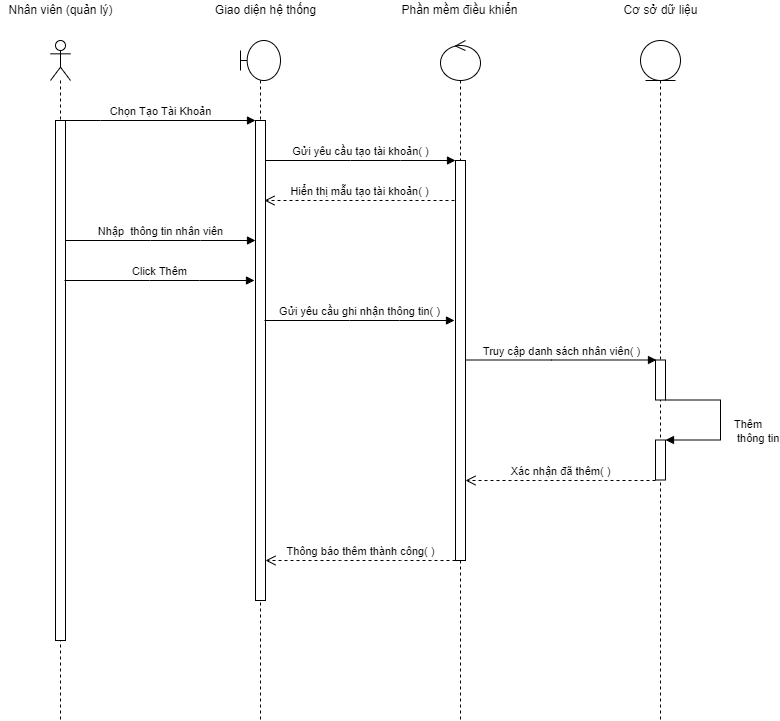 Nhân viên (quản lý)
Giao diện hệ thống
Phần mềm điều khiển
Cơ sở dữ liệu
Chọn Tạo Tài Khoản
Gửi yêu cầu tạo tài khoản( )
Hiển thị mẫu tạo tài khoản( )
Nhập thông tin nhân viên
Click Thêm
Gửi yêu cầu ghi nhận thông tin( )
Truy cập danh sách nhân viên( )
Thêm
thông tin
Xác nhận đã thêm( )
Thông báo thêm thành công( )